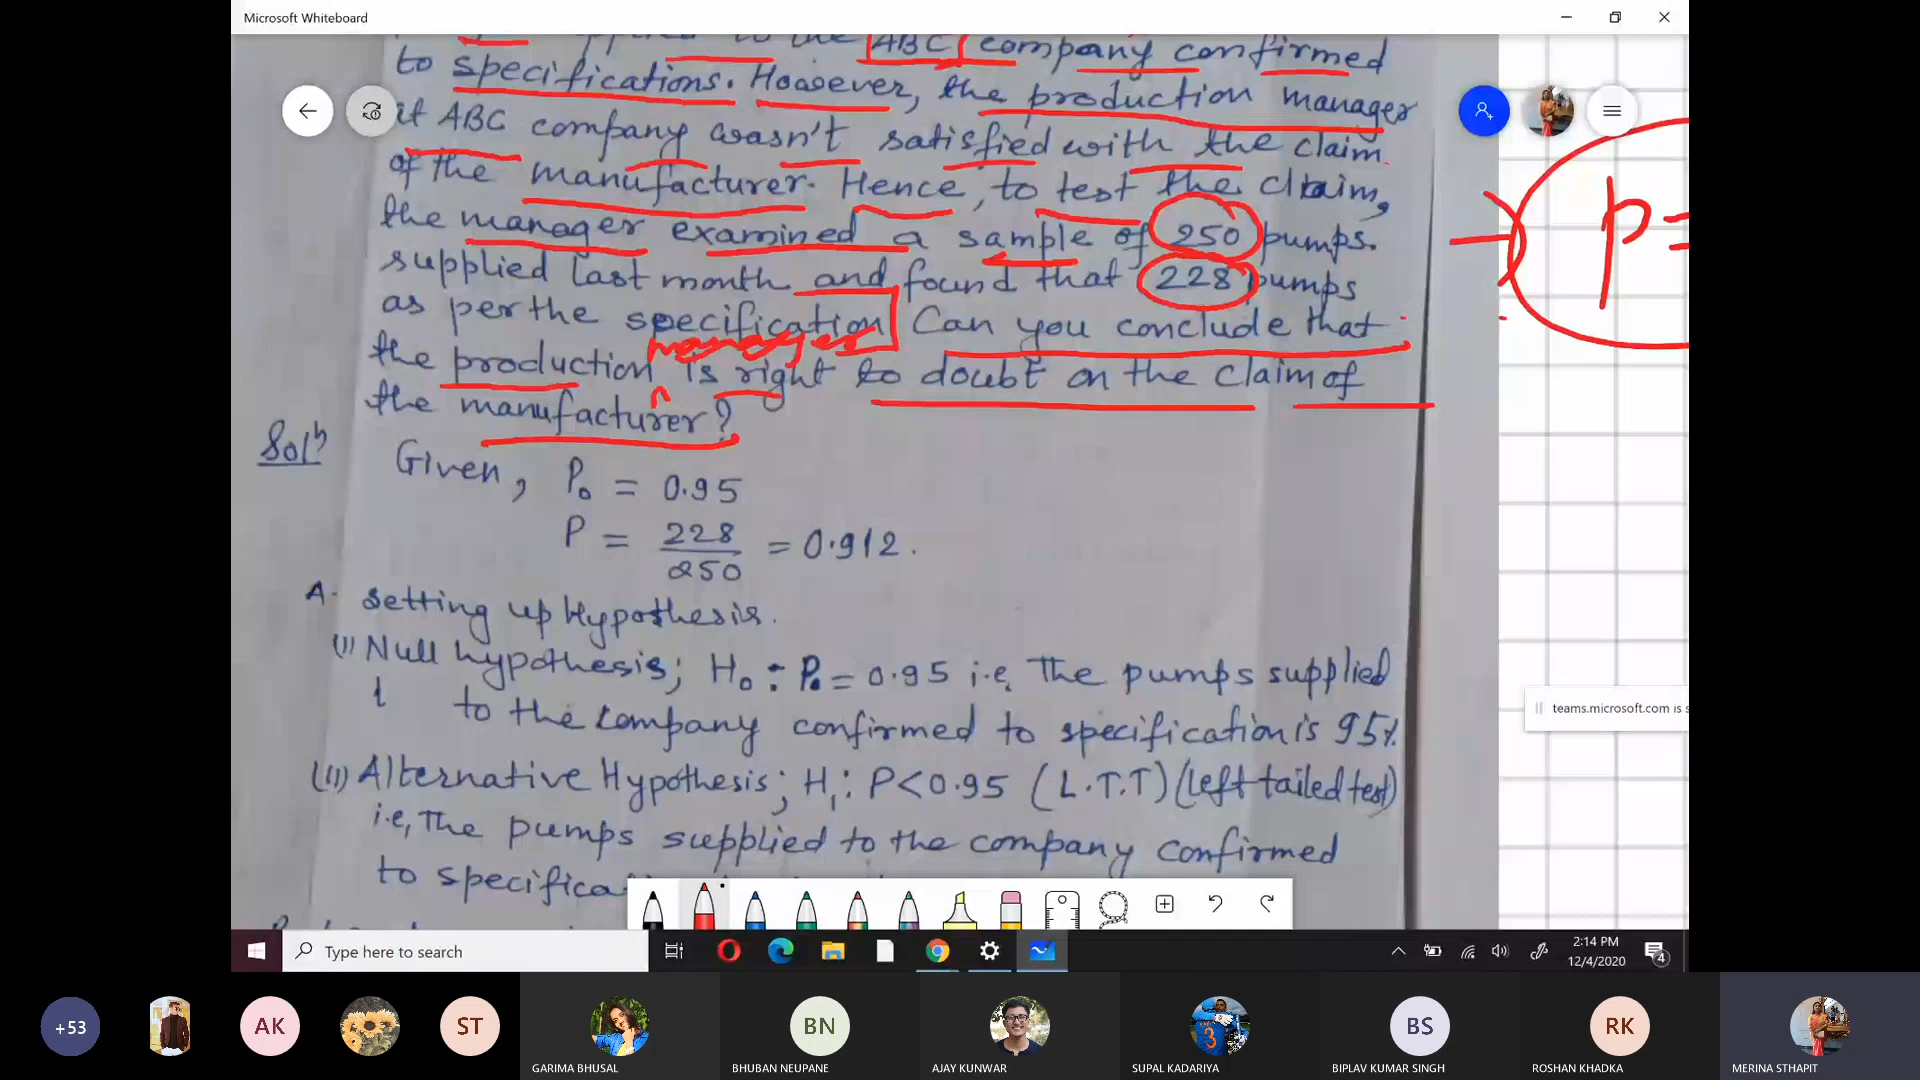 Microsoft Whiteboard
to the ABC company confirmed
to specifications. However, the production manager
at ABC company wasn't satisfied with the claim
of the manufacturer. Hence, to test the claim,
the manager examined a sample of 250 pumps.
supplied last month and found that 228 pumps
as per the specification Can you conclude that
manager
the production is right to doubt on the claim of
the manufacturer?
Solⁿ
Given, P₀ = 0.95
P = 228/250 = 0.912.
A. Setting up Hypothesis.
(i) Null hypothesis; H₀ : P = 0.95 i.e. The pumps supplied
to the company confirmed to specification is 95%.
(ii) Alternative Hypothesis; H₁: P < 0.95 (L.T.T) (left tailed test)
i.e, The pumps supplied to the company confirmed
to
P=
teams.microsoft.com is
Type here to search
2:14 PM
12/4/2020
4
+53
AK
ST
BN
BS
RK
3
GARIMA BHUSAL
BHUBAN NEUPANE
AJAY KUNWAR
SUPAL KADARIYA
BIPLAV KUMAR SINGH
ROSHAN KHADKA
MERINA STHAPIT